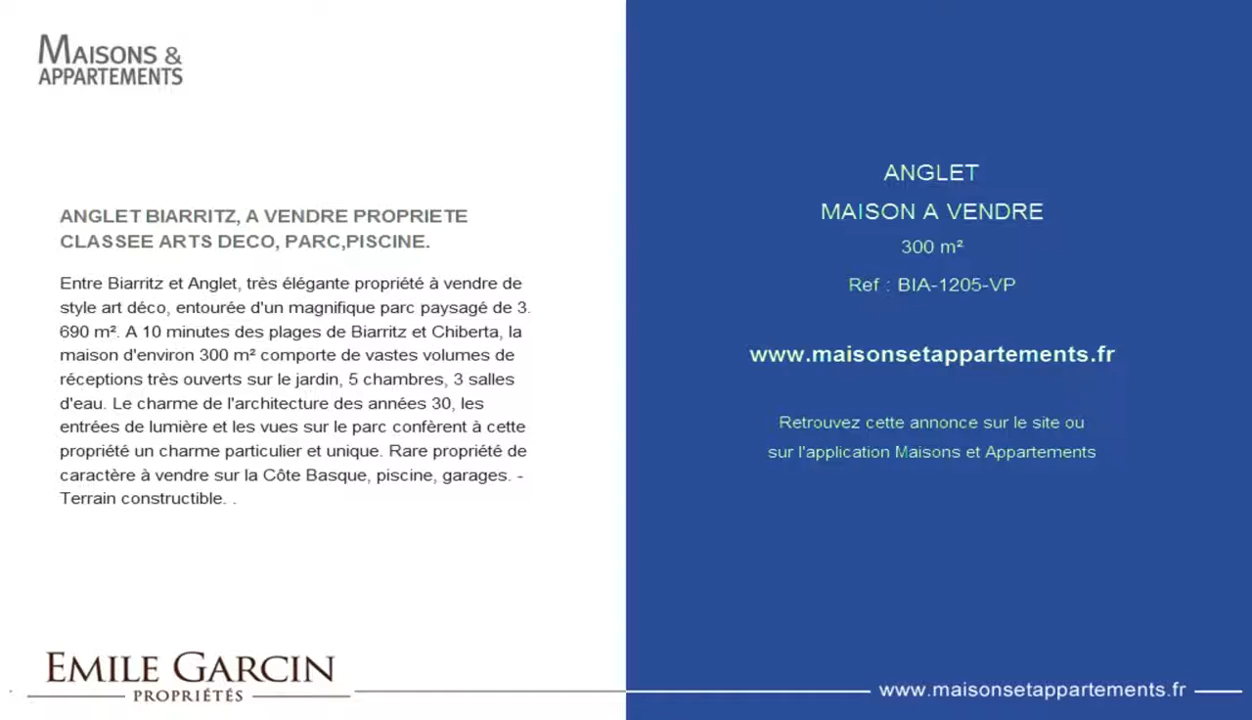 MAISONS &
APPARTEMENTS
ANGLET BIARRITZ, A VENDRE PROPRIETE
CLASSEE ARTS DECO, PARC,PISCINE.
Entre Biarritz et Anglet, très élégante propriété à vendre de
style art déco, entourée d'un magnifique parc paysagé de 3.
690 m². A 10 minutes des plages de Biarritz et Chiberta, la
maison d'environ 300 m² comporte de vastes volumes de
réceptions très ouverts sur le jardin, 5 chambres, 3 salles
d'eau. Le charme de l'architecture des années 30, les
entrées de lumière et les vues sur le parc confèrent à cette
propriété un charme particulier et unique. Rare propriété de
caractère à vendre sur la Côte Basque, piscine, garages. -
Terrain constructible. .
EMILE GARCIN
PROPRIÉTÉS
ANGLET
MAISON A VENDRE
300 m²
Ref : BIA-1205-VP
www.maisonsetappartements.fr
Retrouvez cette annonce sur le site ou
sur l'application Maisons et Appartements
www.maisonsetappartements.fr